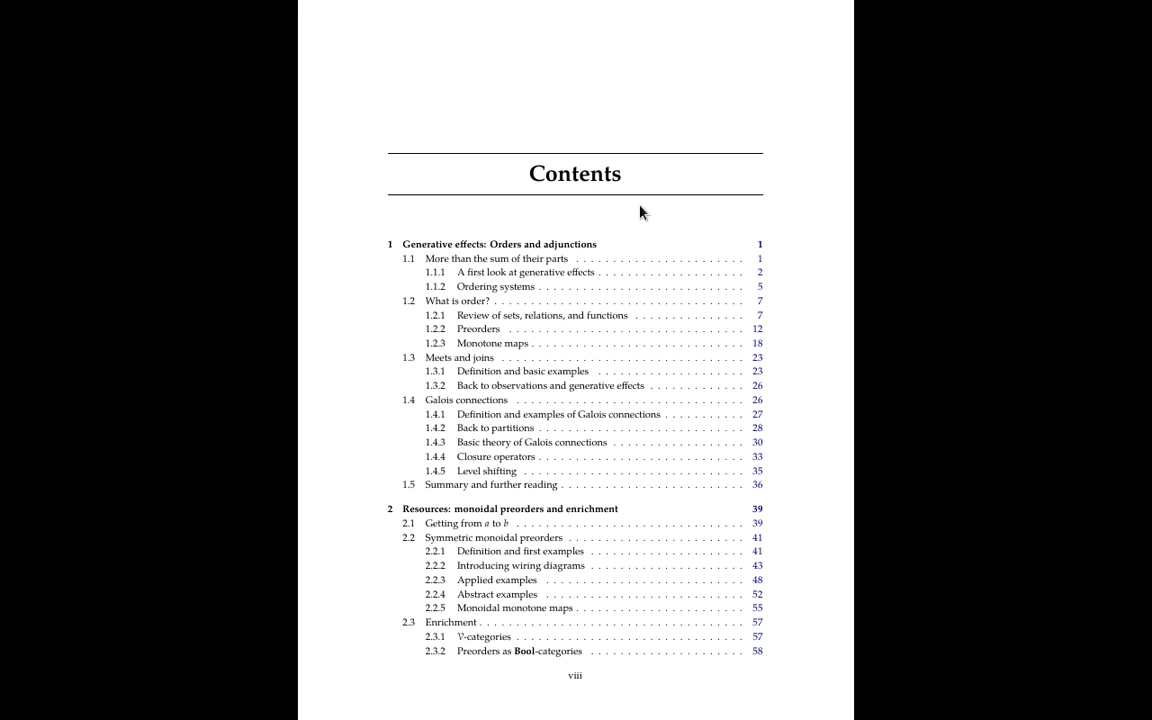 Contents
1 Generative effects: Orders and adjunctions 1
1.1 More than the sum of their parts . . . . . . . . . . . . . . . . . . . . . . . . 1
1.1.1 A first look at generative effects . . . . . . . . . . . . . . . . . . . . . 2
1.1.2 Ordering systems . . . . . . . . . . . . . . . . . . . . . . . . . . . . . 5
1.2 What is order? . . . . . . . . . . . . . . . . . . . . . . . . . . . . . . . . . . . 7
1.2.1 Review of sets, relations, and functions . . . . . . . . . . . . . . . . 7
1.2.2 Preorders . . . . . . . . . . . . . . . . . . . . . . . . . . . . . . . . . 12
1.2.3 Monotone maps . . . . . . . . . . . . . . . . . . . . . . . . . . . . . . 18
1.3 Meets and joins . . . . . . . . . . . . . . . . . . . . . . . . . . . . . . . . . . 23
1.3.1 Definition and basic examples . . . . . . . . . . . . . . . . . . . . . 23
1.3.2 Back to observations and generative effects . . . . . . . . . . . . . 26
1.4 Galois connections . . . . . . . . . . . . . . . . . . . . . . . . . . . . . . . . 26
1.4.1 Definition and examples of Galois connections . . . . . . . . . . . . 27
1.4.2 Back to partitions . . . . . . . . . . . . . . . . . . . . . . . . . . . . . 28
1.4.3 Basic theory of Galois connections . . . . . . . . . . . . . . . . . . . 30
1.4.4 Closure operators . . . . . . . . . . . . . . . . . . . . . . . . . . . . . 33
1.4.5 Level shifting . . . . . . . . . . . . . . . . . . . . . . . . . . . . . . . 35
1.5 Summary and further reading . . . . . . . . . . . . . . . . . . . . . . . . . . 36
2 Resources: monoidal preorders and enrichment 39
2.1 Getting from a to b . . . . . . . . . . . . . . . . . . . . . . . . . . . . . . . . 39
2.2 Symmetric monoidal preorders . . . . . . . . . . . . . . . . . . . . . . . . . 41
2.2.1 Definition and first examples . . . . . . . . . . . . . . . . . . . . . . 41
2.2.2 Introducing wiring diagrams . . . . . . . . . . . . . . . . . . . . . . 43
2.2.3 Applied examples . . . . . . . . . . . . . . . . . . . . . . . . . . . . 48
2.2.4 Abstract examples . . . . . . . . . . . . . . . . . . . . . . . . . . . . 52
2.2.5 Monoidal monotone maps . . . . . . . . . . . . . . . . . . . . . . . . 55
2.3 Enrichment . . . . . . . . . . . . . . . . . . . . . . . . . . . . . . . . . . . . . 57
2.3.1 𝒱-categories . . . . . . . . . . . . . . . . . . . . . . . . . . . . . . . . 57
2.3.2 Preorders as Bool-categories . . . . . . . . . . . . . . . . . . . . . . 58
viii